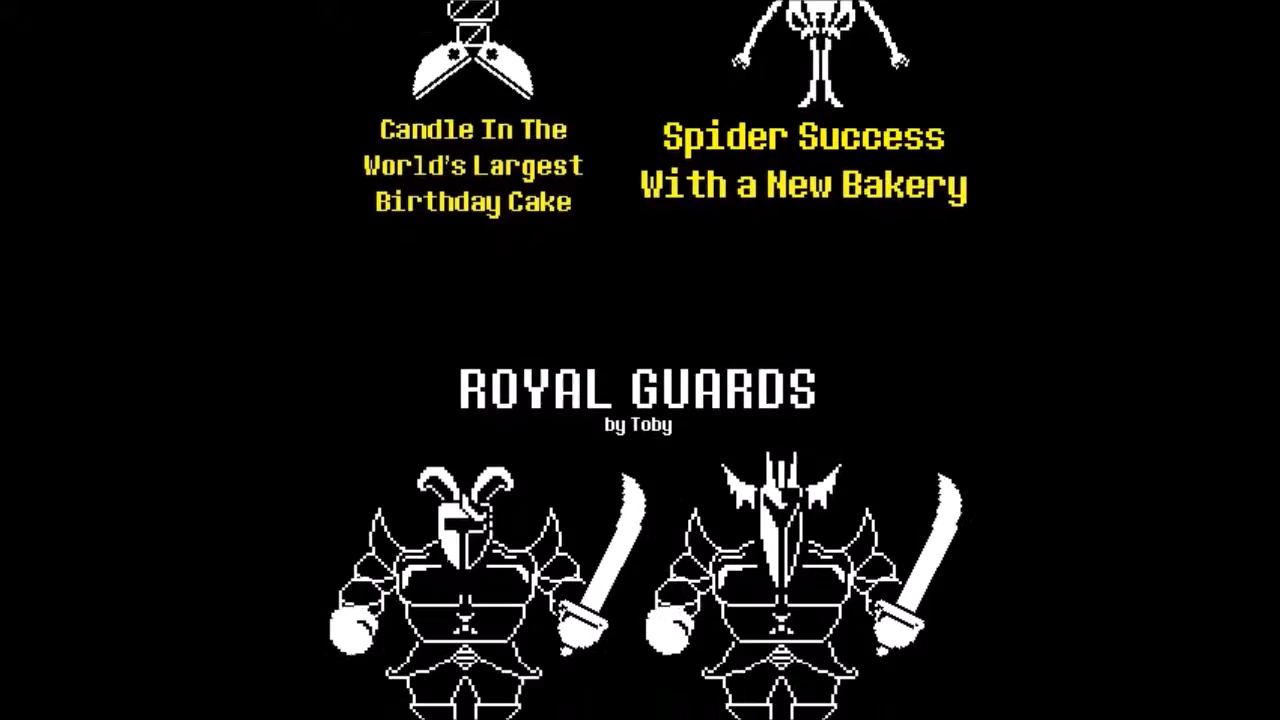 Candle In The
World's Largest
Birthday Cake
Spider Success
With a New Bakery
ROYAL GUARDS
by Toby